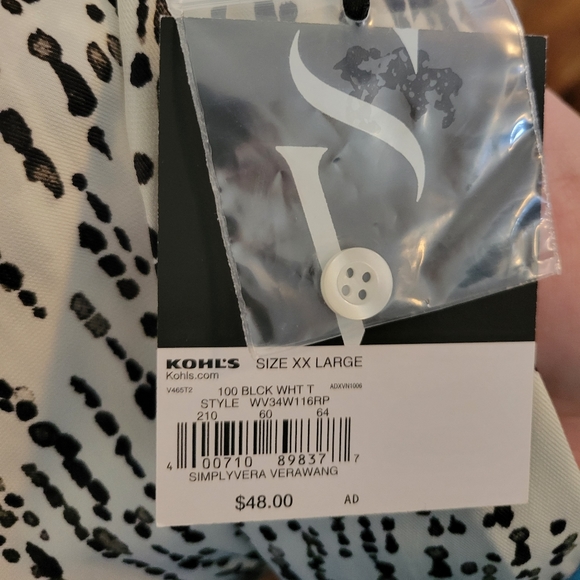 KOHL'S SIZE XX LARGE
Kohls.com
V465T2 100 BLCK WHT T ADXVN1006
STYLE WV34W116RP
210 60 64
4 00710 89837 7
SIMPLYVERA VERAWANG
$48.00 AD